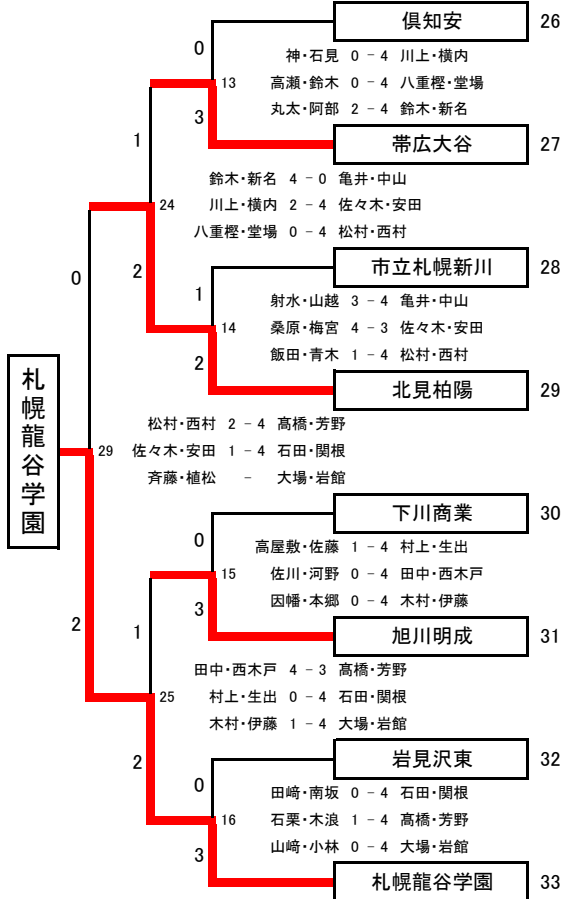 倶知安 26
0
神・石見 0 − 4 川上・横内
13 高瀬・鈴木 0 − 4 八重樫・堂場
丸太・阿部 2 − 4 鈴木・新名
3
1
帯広大谷 27
鈴木・新名 4 − 0 亀井・中山
24 川上・横内 2 − 4 佐々木・安田
八重樫・堂場 0 − 4 松村・西村
0
2
市立札幌新川 28
1
射水・山越 3 − 4 亀井・中山
14 桑原・梅宮 4 − 3 佐々木・安田
飯田・青木 1 − 4 松村・西村
2
北見柏陽 29
札幌龍谷学園
松村・西村 2 − 4 髙橋・芳野
29 佐々木・安田 1 − 4 石田・関根
斉藤・植松 − 大場・岩館
下川商業 30
0
高屋敷・佐藤 1 − 4 村上・生出
15 佐川・河野 0 − 4 田中・西木戸
因幡・本郷 0 − 4 木村・伊藤
3
2
1
旭川明成 31
田中・西木戸 4 − 3 髙橋・芳野
25 村上・生出 0 − 4 石田・関根
木村・伊藤 1 − 4 大場・岩館
2
岩見沢東 32
0
田﨑・南坂 0 − 4 石田・関根
16 石栗・木浪 1 − 4 髙橋・芳野
山﨑・小林 0 − 4 大場・岩館
3
札幌龍谷学園 33